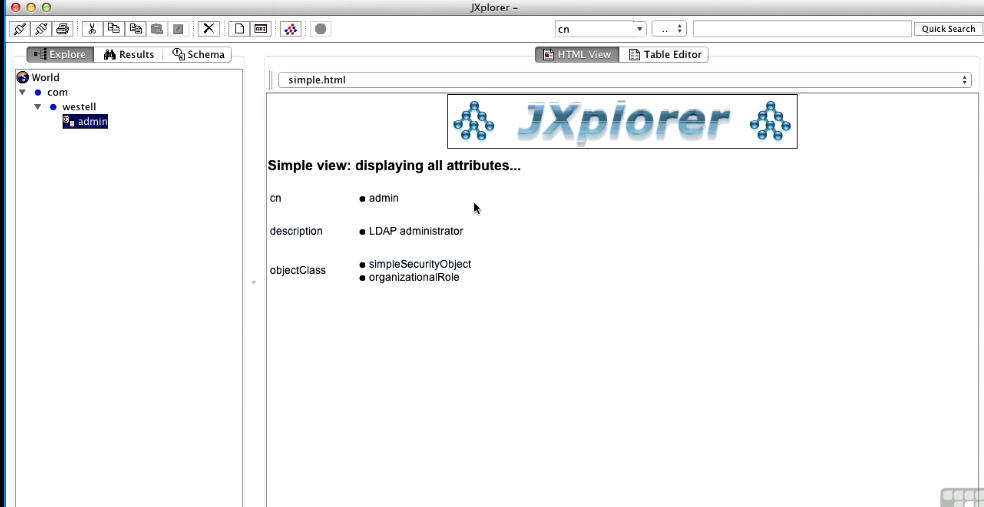 JXplorer –
cn
..
Quick Search
Explore
Results
Schema
HTML View
Table Editor
World
com
westell
admin
simple.html
JXplorer
Simple view: displaying all attributes...
cn
admin
description
LDAP administrator
objectClass
simpleSecurityObject
organizationalRole